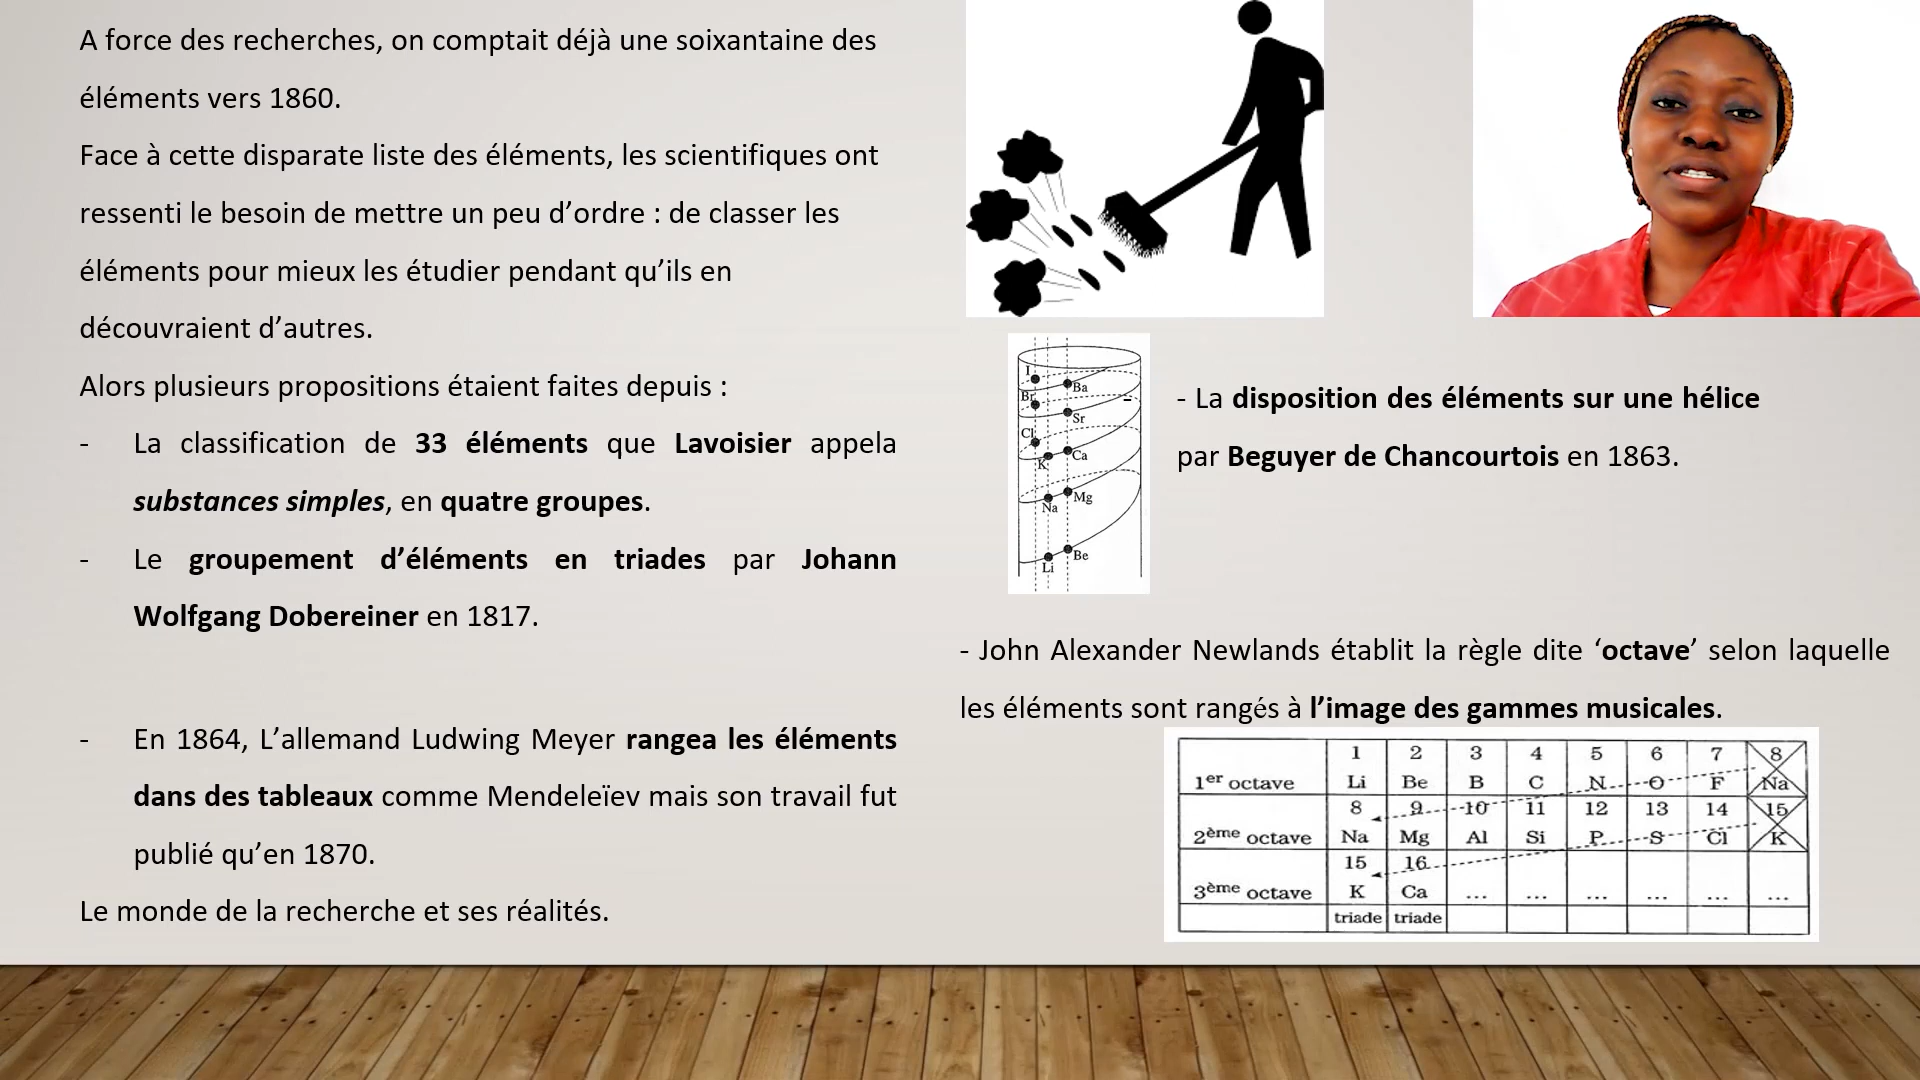 A force des recherches, on comptait déjà une soixantaine des
éléments vers 1860.
Face à cette disparate liste des éléments, les scientifiques ont
ressenti le besoin de mettre un peu d’ordre : de classer les
éléments pour mieux les étudier pendant qu’ils en
découvraient d’autres.
Alors plusieurs propositions étaient faites depuis :
- La classification de 33 éléments que Lavoisier appela
substances simples, en quatre groupes.
- Le groupement d’éléments en triades par Johann
Wolfgang Dobereiner en 1817.
- En 1864, L’allemand Ludwing Meyer rangea les éléments
dans des tableaux comme Mendeleïev mais son travail fut
publié qu’en 1870.
Le monde de la recherche et ses réalités.
I
Ba
Br
Sr
Cl
K
Ca
Mg
Na
Be
Li
-
- La disposition des éléments sur une hélice
par Beguyer de Chancourtois en 1863.
- John Alexander Newlands établit la règle dite ‘octave’ selon laquelle
les éléments sont rangés à l’image des gammes musicales.
1 2 3 4 5 6 7 8
1er octave Li Be B C N O F Na
8 9 10 11 12 13 14 15
2ème octave Na Mg Al Si P S Cl K
15 16
3ème octave K Ca ... ... ... ... ... ...
triade triade